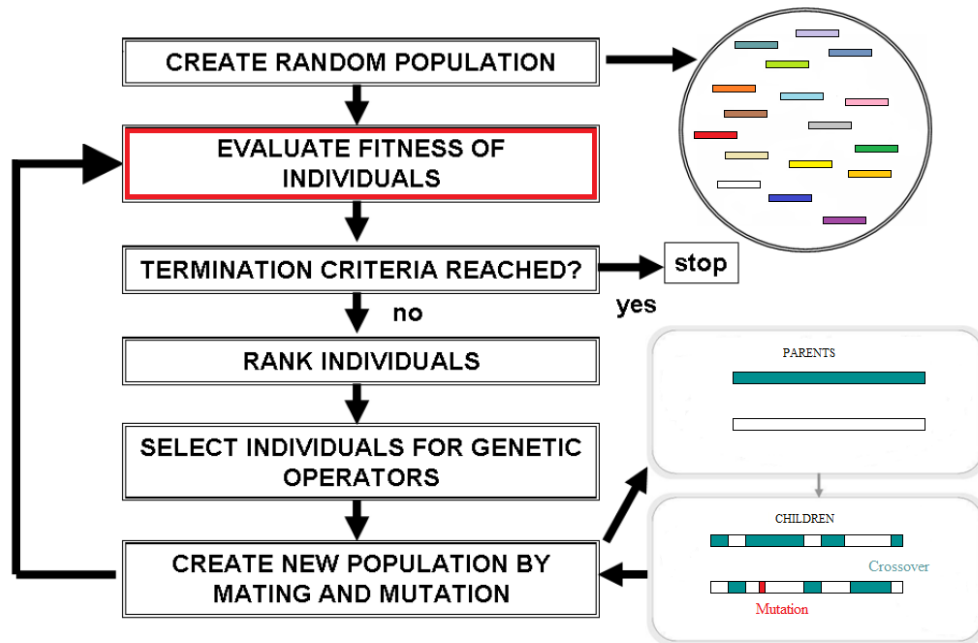 CREATE RANDOM POPULATION
EVALUATE FITNESS OF
INDIVIDUALS
TERMINATION CRITERIA REACHED?
stop
no
yes
RANK INDIVIDUALS
SELECT INDIVIDUALS FOR GENETIC
OPERATORS
CREATE NEW POPULATION BY
MATING AND MUTATION
PARENTS
CHILDREN
Crossover
Mutation